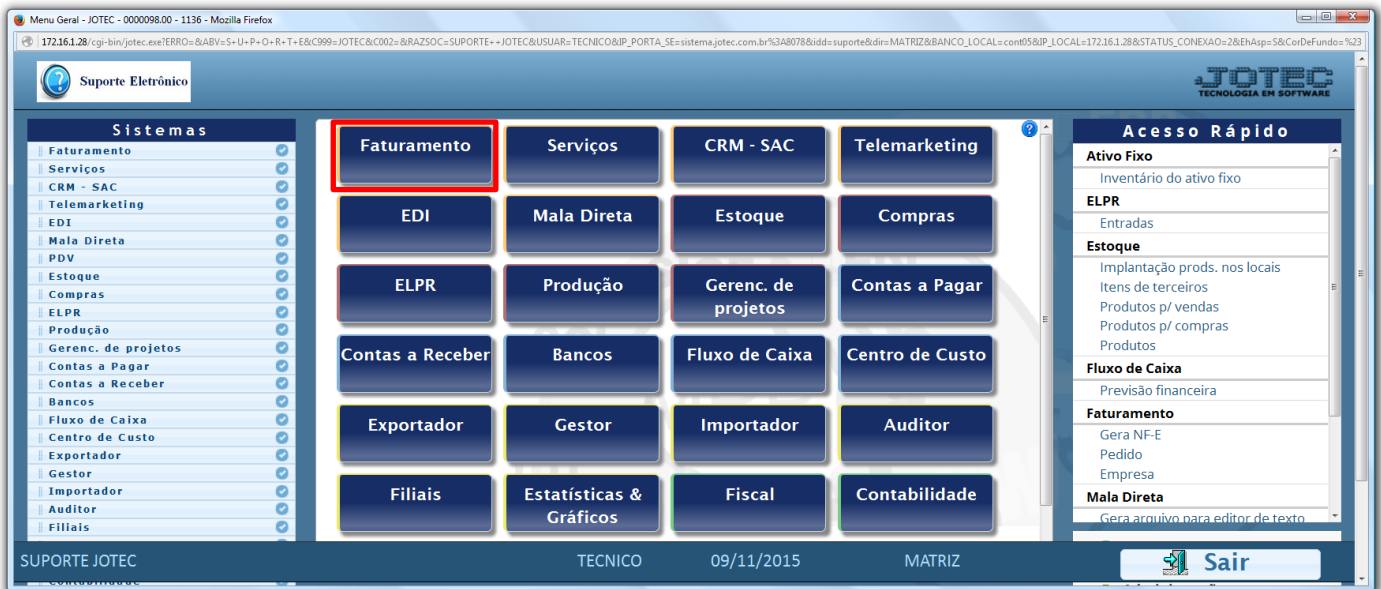 Menu Geral - JOTEC - 0000098.00 - 1136 - Mozilla Firefox
172.16.1.28/cgi-bin/jotec.exe?ERRO=&ABV=S+U+P+O+R+T+E&C999=JOTEC&C002=&RAZSOC=SUPORTE++JOTEC&USUAR=TECNICO&IP_PORTA_SE=sistema.jotec.com.br%3A8078&idd=suporte&dir=MATRIZ&BANCO_LOCAL=cont05&IP_LOCAL=172.16.1.28&STATUS_CONEXAO=2&EhAsp=S&CorDeFundo=%23
Suporte Eletrônico
JOTEC
TECNOLOGIA EM SOFTWARE
Sistemas
Faturamento
Serviços
CRM - SAC
Telemarketing
EDI
Mala Direta
PDV
Estoque
Compras
ELPR
Produção
Gerenc. de projetos
Contas a Pagar
Contas a Receber
Bancos
Fluxo de Caixa
Centro de Custo
Exportador
Gestor
Importador
Auditor
Filiais
Contabilidade
Faturamento
Serviços
CRM - SAC
Telemarketing
EDI
Mala Direta
Estoque
Compras
ELPR
Produção
Gerenc. de
projetos
Contas a Pagar
Contas a Receber
Bancos
Fluxo de Caixa
Centro de Custo
Exportador
Gestor
Importador
Auditor
Filiais
Estatísticas &
Gráficos
Fiscal
Contabilidade
Acesso Rápido
Ativo Fixo
Inventário do ativo fixo
ELPR
Entradas
Estoque
Implantação prods. nos locais
Itens de terceiros
Produtos p/ vendas
Produtos p/ compras
Produtos
Fluxo de Caixa
Previsão financeira
Faturamento
Gera NF-E
Pedido
Empresa
Mala Direta
Gera arquivo para editor de texto
SUPORTE JOTEC
TECNICO
09/11/2015
MATRIZ
Sair